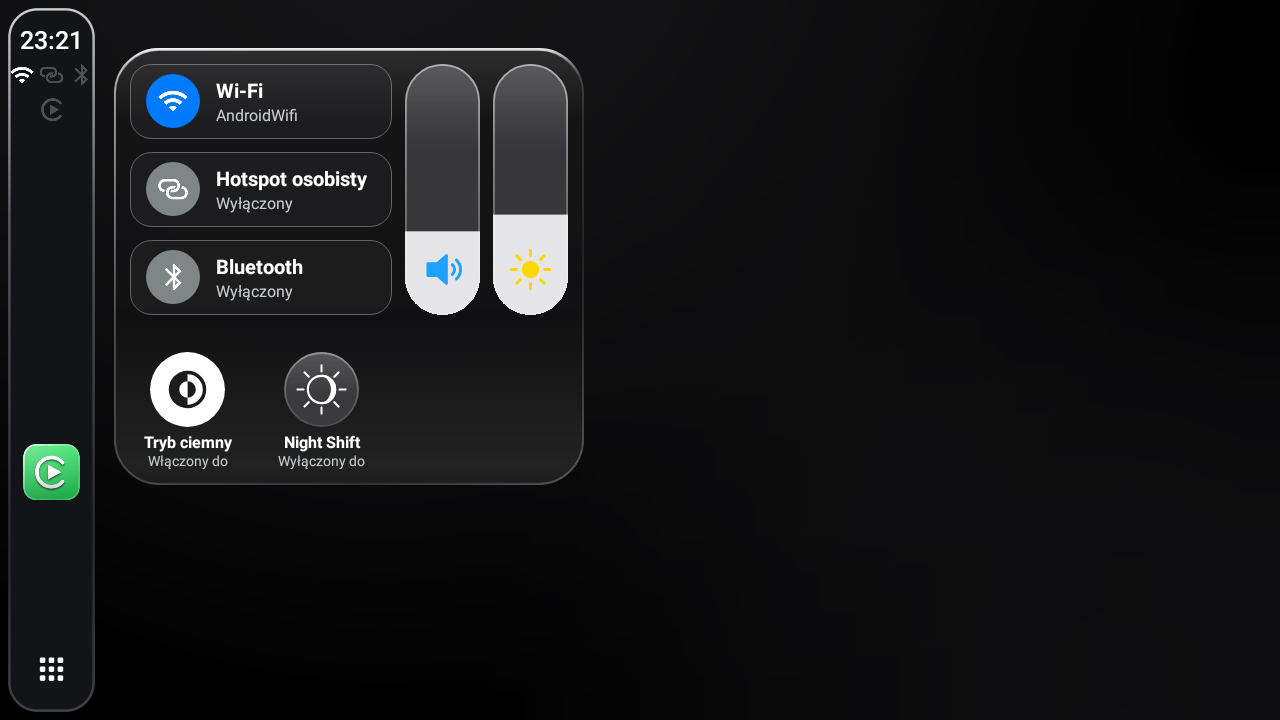 23:21
Wi-Fi
AndroidWifi
Hotspot osobisty
Wyłączony
Bluetooth
Wyłączony
Tryb ciemny
Włączony do
Night Shift
Wyłączony do